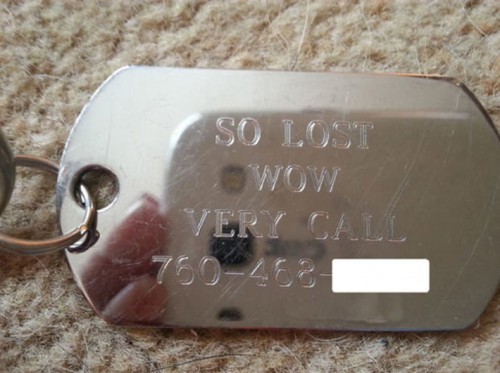 SO LOST
WOW
VERY CALL
760-468-